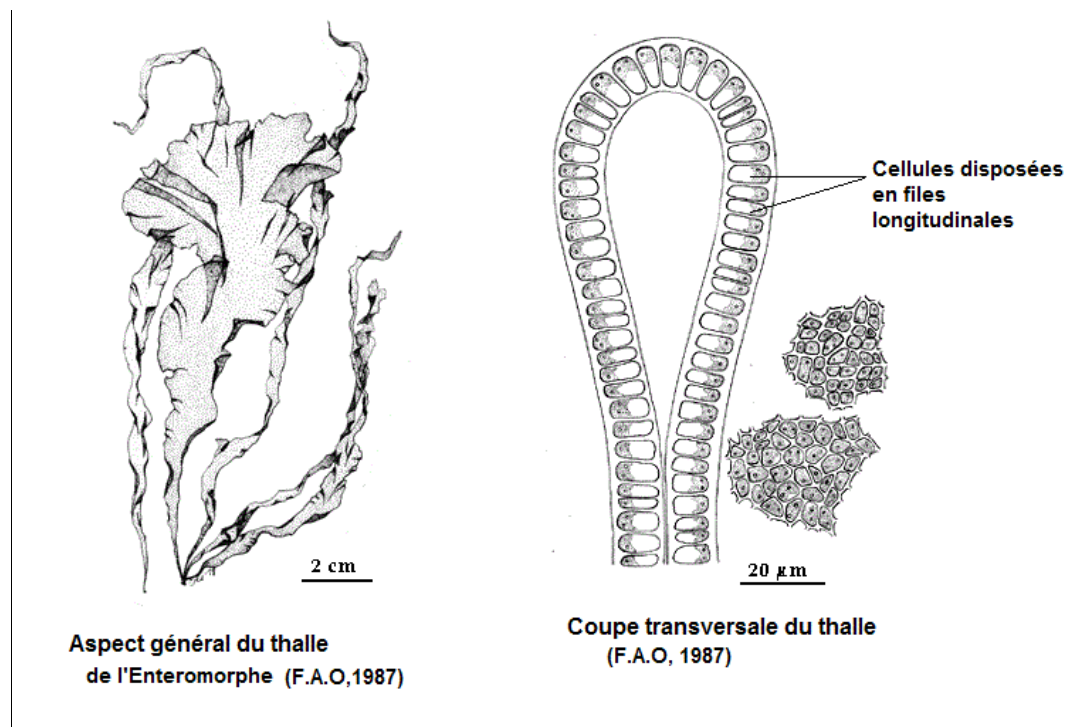 Cellules disposées
en files
longitudinales
2 cm
20 µm
Aspect général du thalle
de l'Enteromorphe (F.A.O,1987)
Coupe transversale du thalle
(F.A.O, 1987)